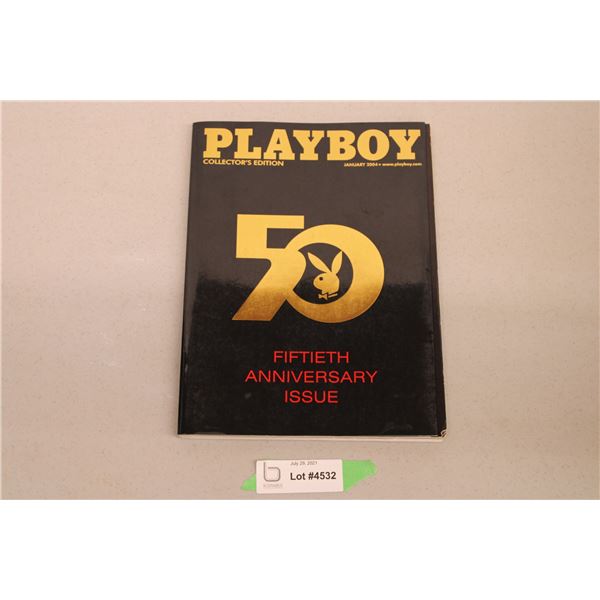 PLAYBOY
COLLECTOR'S EDITION
JANUARY 2004 • www.playboy.com
50
FIFTIETH
ANNIVERSARY
ISSUE
July 29, 2021
Lot #4532